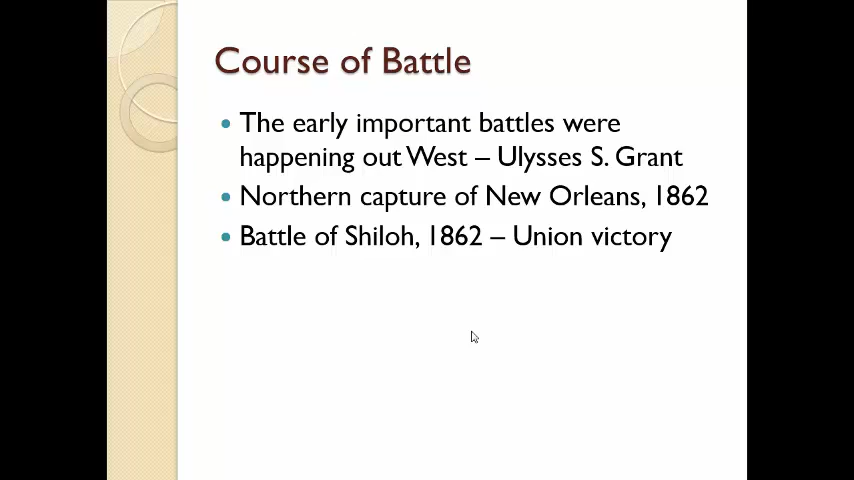 Course of Battle
The early important battles were
happening out West – Ulysses S. Grant
Northern capture of New Orleans, 1862
Battle of Shiloh, 1862 – Union victory